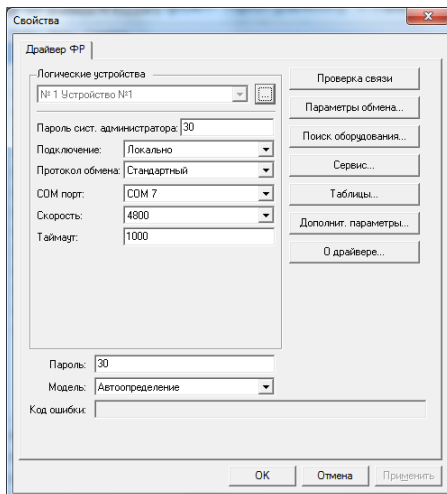 Свойства
Драйвер ФР
Логические устройства
№ 1 Устройство №1
...
Пароль сист. администратора: 30
Подключение: Локально
Протокол обмена: Стандартный
COM порт: COM 7
Скорость: 4800
Таймаут: 1000
Проверка связи
Параметры обмена...
Поиск оборудования...
Сервис...
Таблицы...
Дополнит. параметры...
О драйвере...
Пароль: 30
Модель: Автоопределение
Код ошибки:
OK
Отмена
Применить